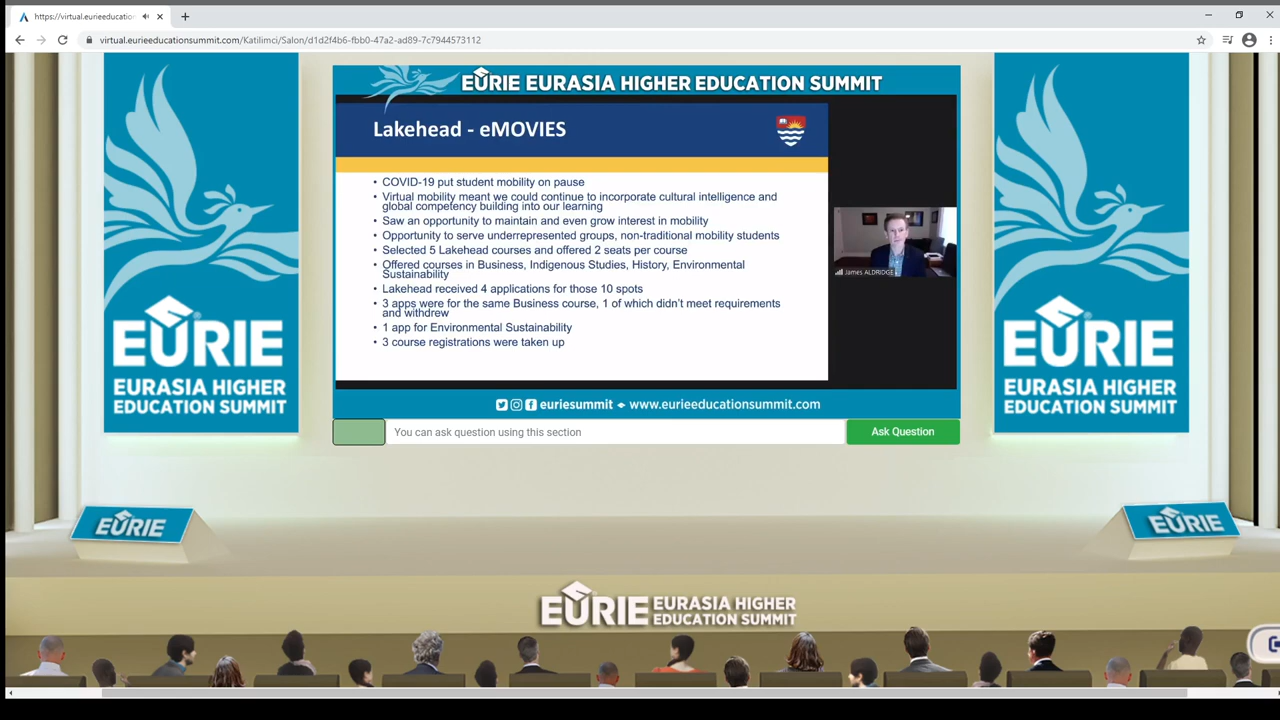 https://virtual.eurieeducation
virtual.eurieeducationsummit.com/Katilimci/Salon/d1d2f4b6-fbb0-47a2-ad89-7c7944573112
EURIE EURASIA HIGHER EDUCATION SUMMIT
Lakehead - eMOVIES
• COVID-19 put student mobility on pause
• Virtual mobility meant we could continue to incorporate cultural intelligence and
global competency building into our learning
• Saw an opportunity to maintain and even grow interest in mobility
• Opportunity to serve underrepresented groups, non-traditional mobility students
• Selected 5 Lakehead courses and offered 2 seats per course
• Offered courses in Business, Indigenous Studies, History, Environmental
Sustainability
• Lakehead received 4 applications for those 10 spots
• 3 apps were for the same Business course, 1 of which didn't meet requirements
and withdrew
• 1 app for Environmental Sustainability
• 3 course registrations were taken up
James ALDRIDGE
euriesummit www.eurieeducationsummit.com
You can ask question using this section
Ask Question
EURIE
EURASIA HIGHER
EDUCATION SUMMIT
EURIE
EURASIA HIGHER
EDUCATION SUMMIT
EURIE
EURIE
EURIE EURASIA HIGHER
EDUCATION SUMMIT